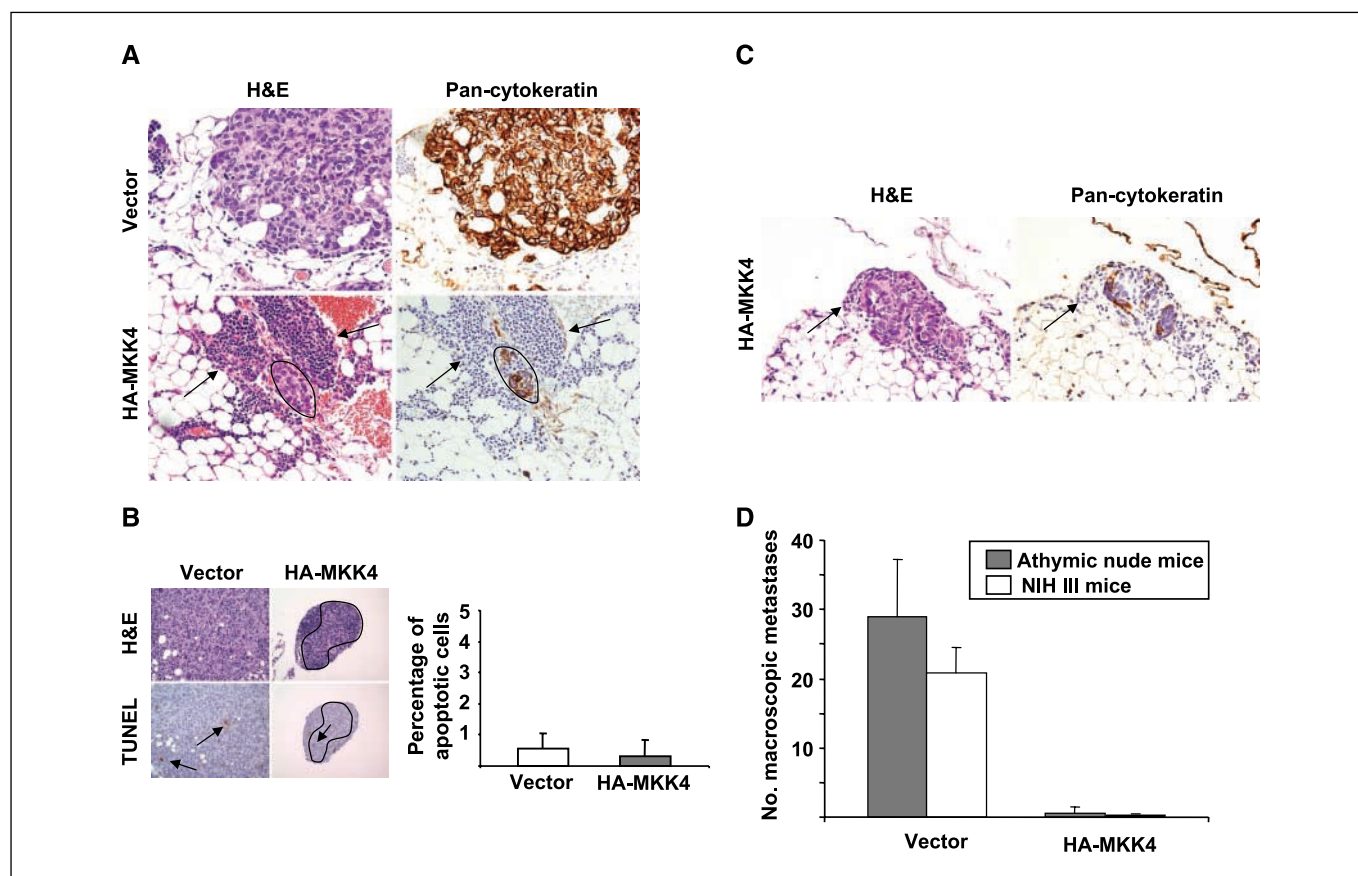 A
H&E
Pan-cytokeratin
Vector
HA-MKK4
B
Vector
HA-MKK4
H&E
TUNEL
Percentage of
apoptotic cells
5
4
3
2
1
Vector
HA-MKK4
C
H&E
Pan-cytokeratin
HA-MKK4
D
No. macroscopic metastases
40
30
20
10
Athymic nude mice
NIH III mice
Vector
HA-MKK4